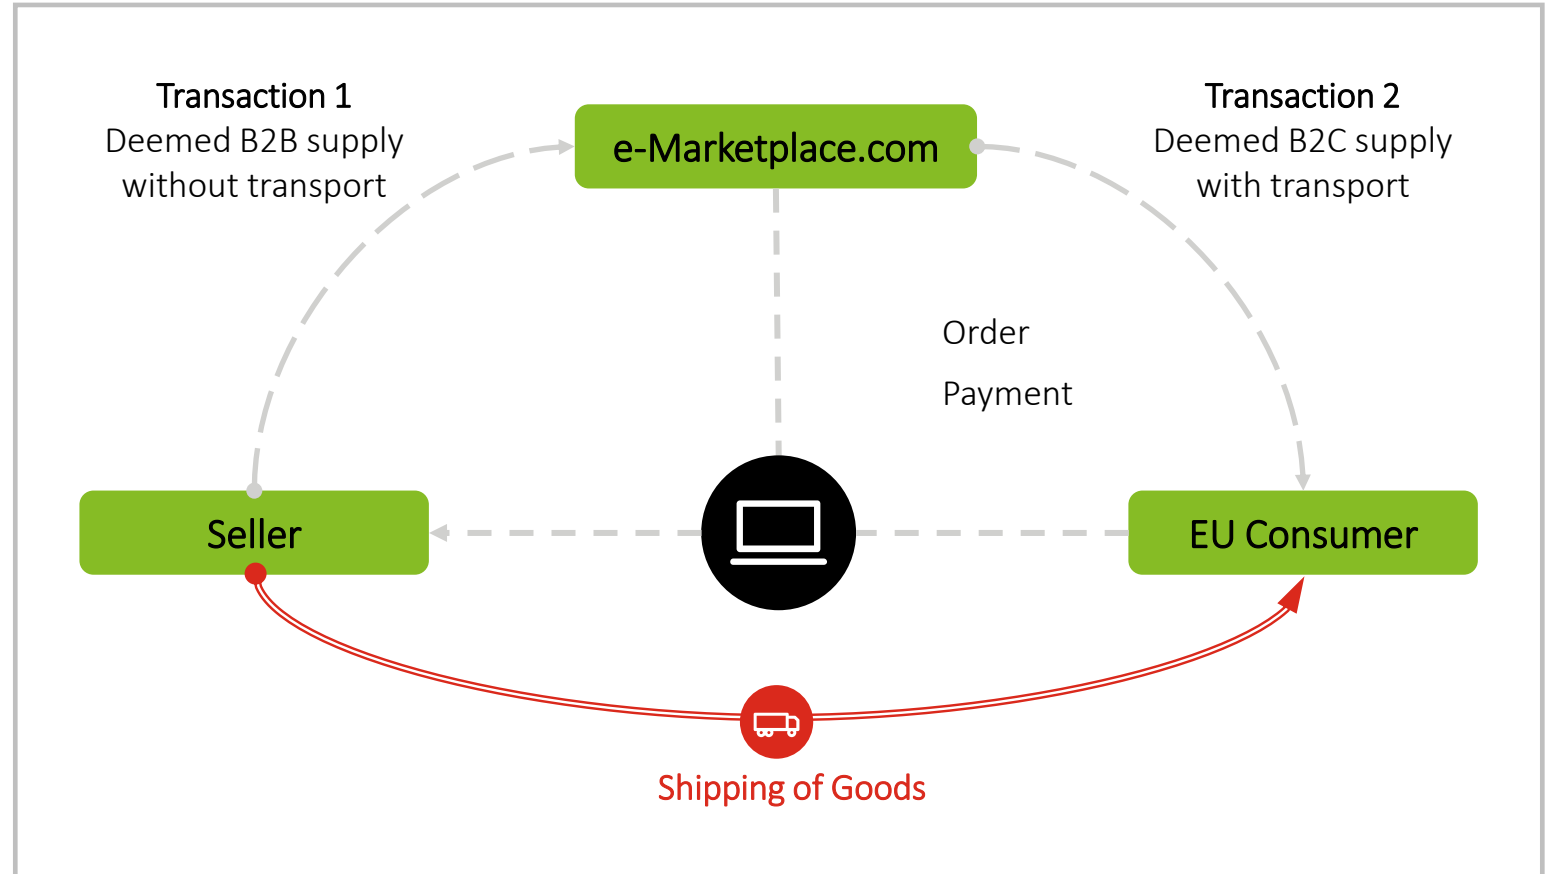 Transaction 1
Deemed B2B supply
without transport
e-Marketplace.com
Transaction 2
Deemed B2C supply
with transport
Order
Payment
Seller
EU Consumer
Shipping of Goods